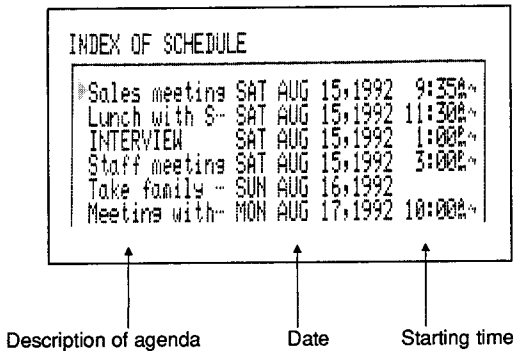 INDEX OF SCHEDULE
Sales meeting SAT AUG 15,1992 9:35A~
Lunch with S… SAT AUG 15,1992 11:30A~
INTERVIEW SAT AUG 15,1992 1:00P~
Staff meeting SAT AUG 15,1992 3:00P~
Take family … SUN AUG 16,1992
Meeting with… MON AUG 17,1992 10:00A~
Description of agenda Date Starting time